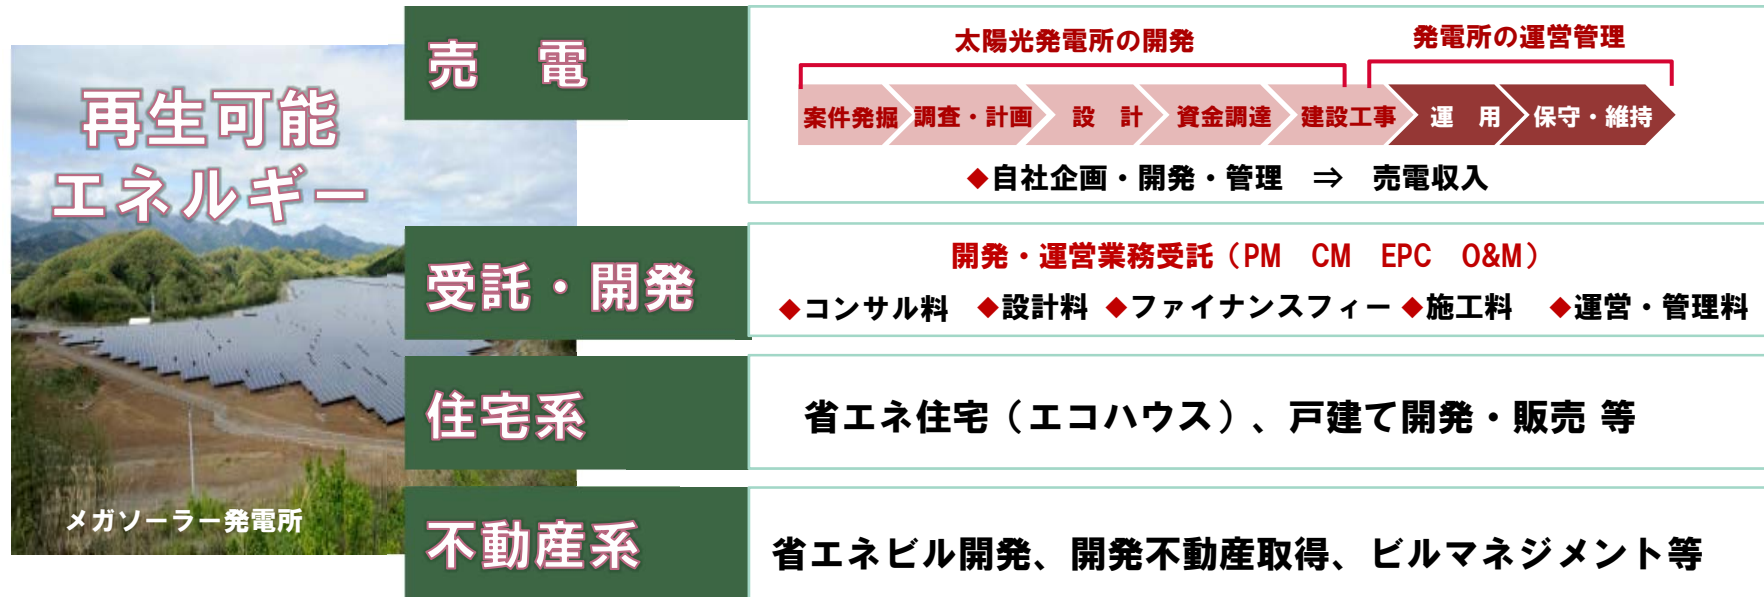 再生可能
エネルギー
メガソーラー発電所
売　電
太陽光発電所の開発
発電所の運営管理
案件発掘
調査・計画
設　計
資金調達
建設工事
運　用
保守・維持
◆自社企画・開発・管理　⇒　売電収入
受託・開発
開発・運営業務受託（PM　CM　EPC　O&M）
◆コンサル料　◆設計料　◆ファイナンスフィー　◆施工料　◆運営・管理料
住宅系
省エネ住宅（エコハウス）、戸建て開発・販売 等
不動産系
省エネビル開発、開発不動産取得、ビルマネジメント等